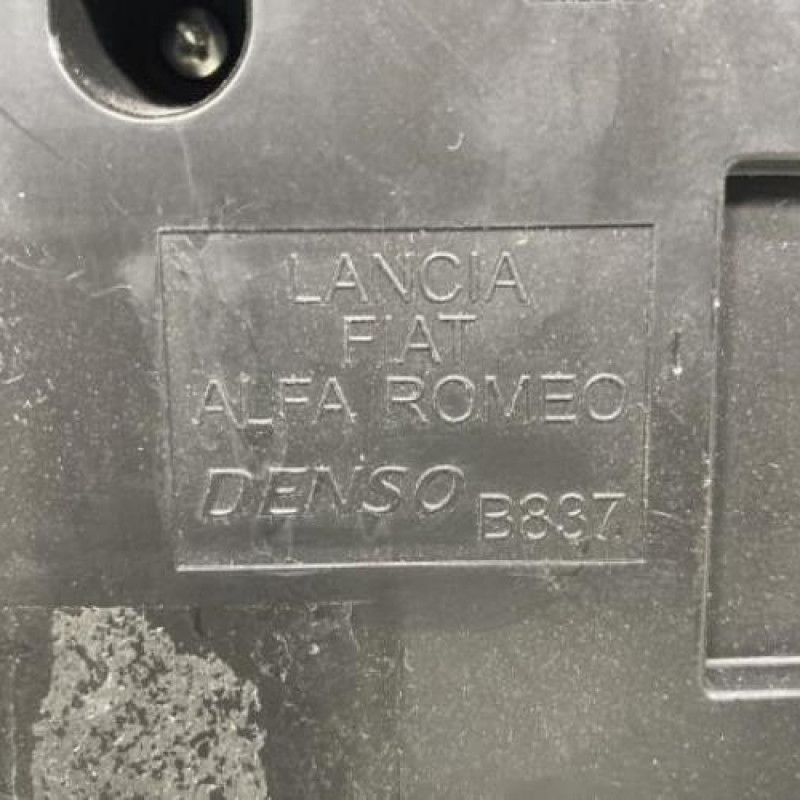 LANCIA
FIAT
ALFA ROMEO
DENSO B837